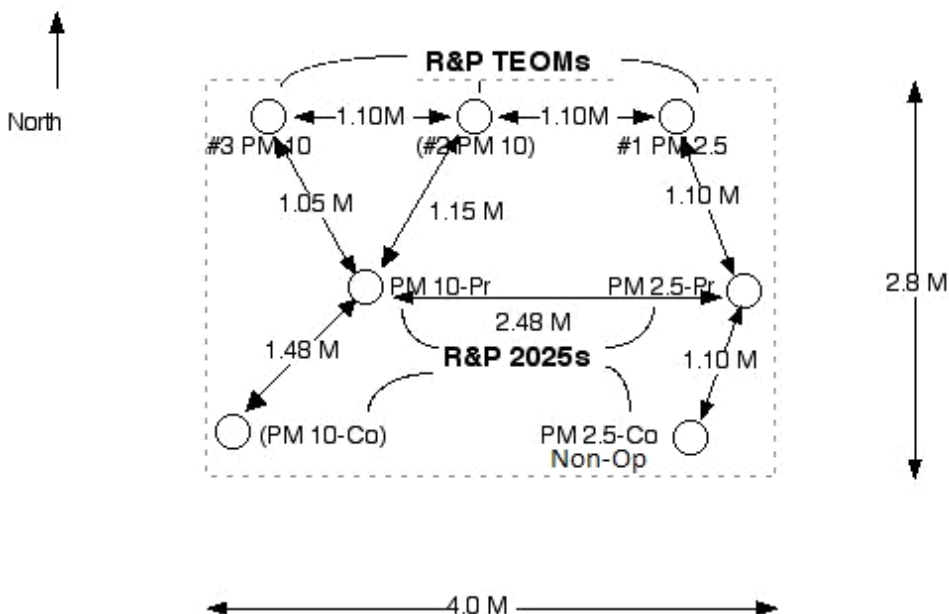 R&P TEOMs
North
1.10M
1.10M
#3 PM 10
(#2 PM 10)
#1 PM 2.5
1.05 M
1.15 M
1.10 M
PM 10-Pr
PM 2.5-Pr
2.8 M
2.48 M
1.48 M
R&P 2025s
1.10 M
(PM 10-Co)
PM 2.5-Co
Non-Op
4.0 M